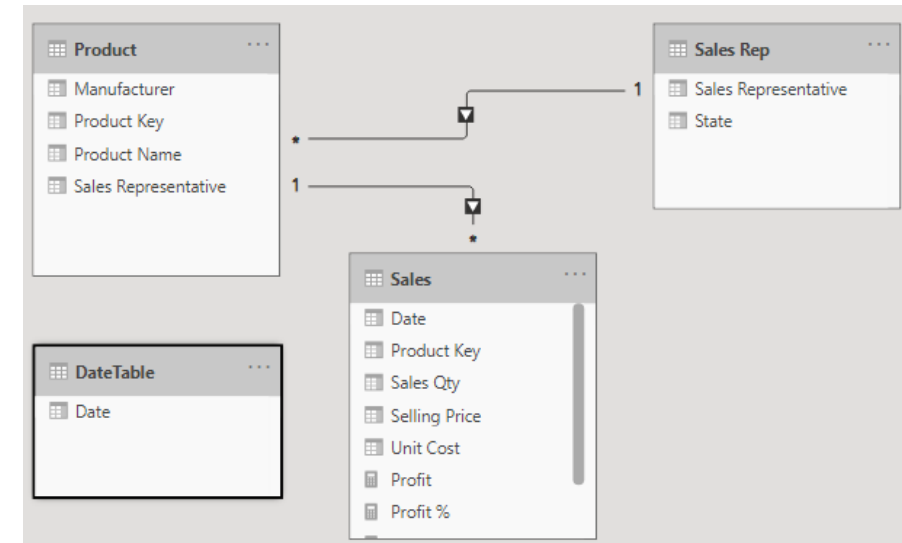 Product ...
Manufacturer
Product Key
Product Name
Sales Representative
*
1
1
*
Sales Rep ...
Sales Representative
State
Sales ...
Date
Product Key
Sales Qty
Selling Price
Unit Cost
Profit
Profit %
DateTable ...
Date